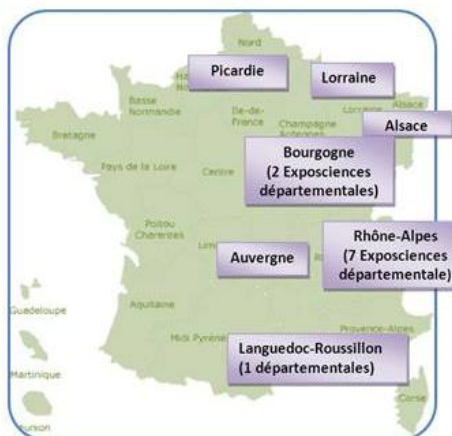 Nord
Picardie
Lorraine
Basse
Normandie
Ile-de-
France
Champagne
Ardennes
Lorraine
Alsace
Alsace
Bretagne
Bourgogne
(2 Exposciences
départementales)
Pays de la Loire
Centre
Poitou
Charentes
Rhône-Alpes
(7 Exposciences
départementale)
Auvergne
Guadeloupe
Aquitaine
Midi Pyréné
Provence-Alpes
Languedoc-Roussillon
(1 départementales)
Martinique
Corse